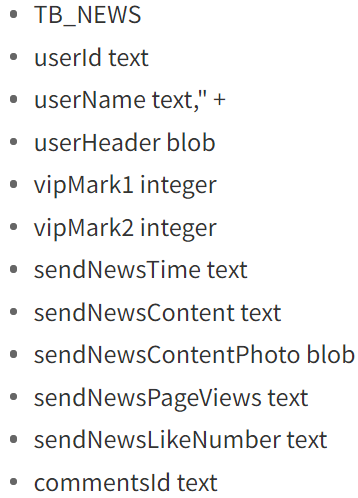 TB_NEWS
userId text
userName text," +
userHeader blob
vipMark1 integer
vipMark2 integer
sendNewsTime text
sendNewsContent text
sendNewsContentPhoto blob
sendNewsPageViews text
sendNewsLikeNumber text
commentsId text